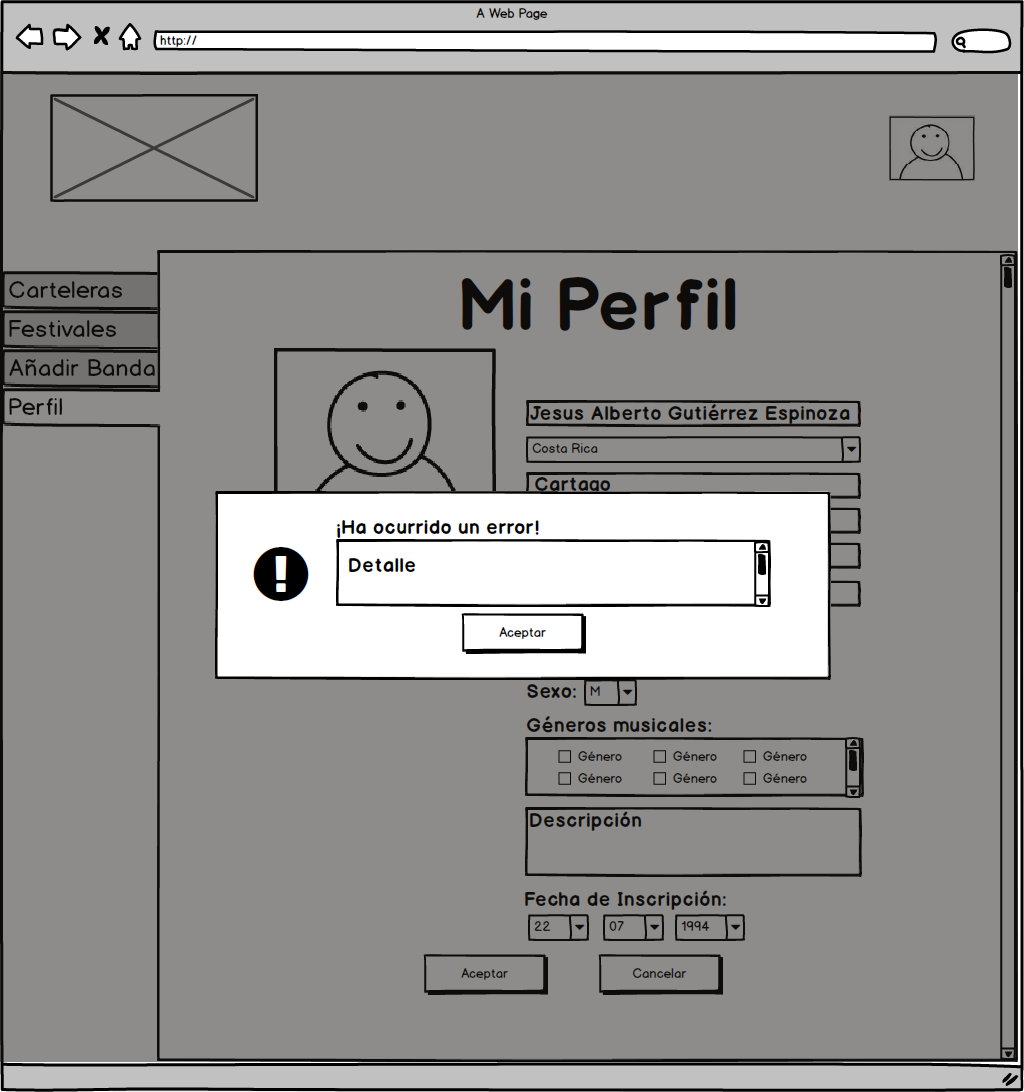 A Web Page
http://
Carteleras
Festivales
Añadir Banda
Perfil
Mi Perfil
Jesus Alberto Gutiérrez Espinoza
Costa Rica
Cartago
¡Ha ocurrido un error!
Detalle
Aceptar
Sexo: M
Géneros musicales:
Género Género Género
Género Género Género
Descripción
Fecha de Inscripción:
22 07 1994
Aceptar Cancelar